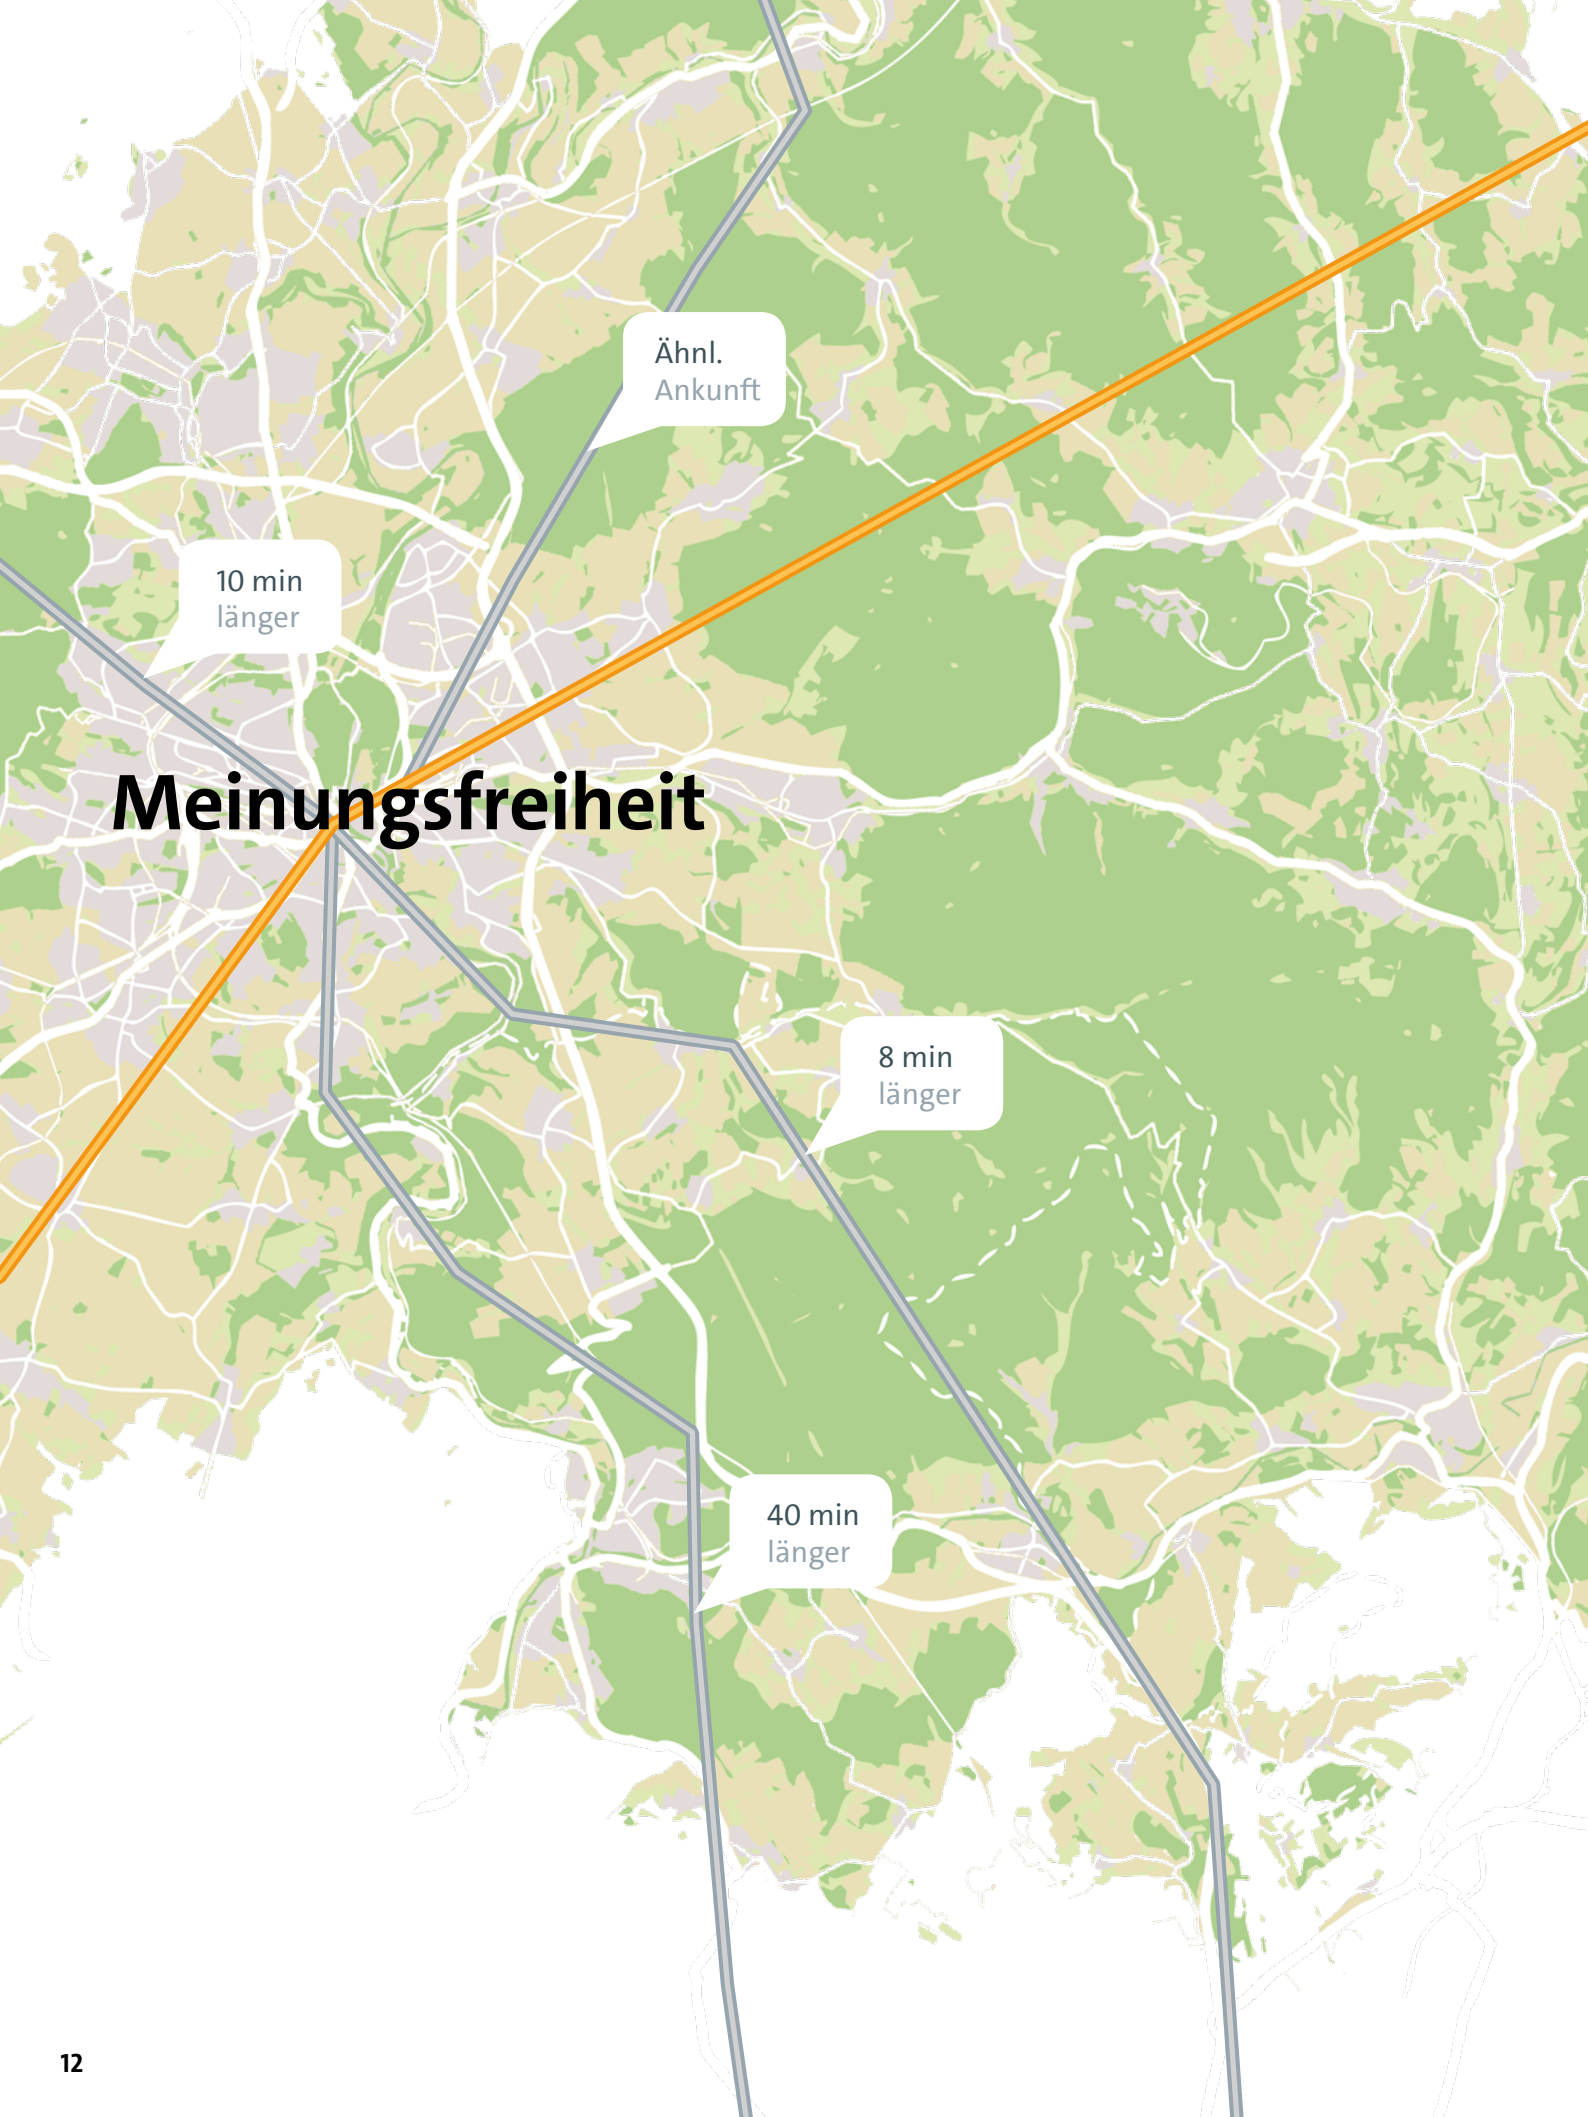 Ähnl.
Ankunft
10 min
länger
Meinungsfreiheit
8 min
länger
40 min
länger
12